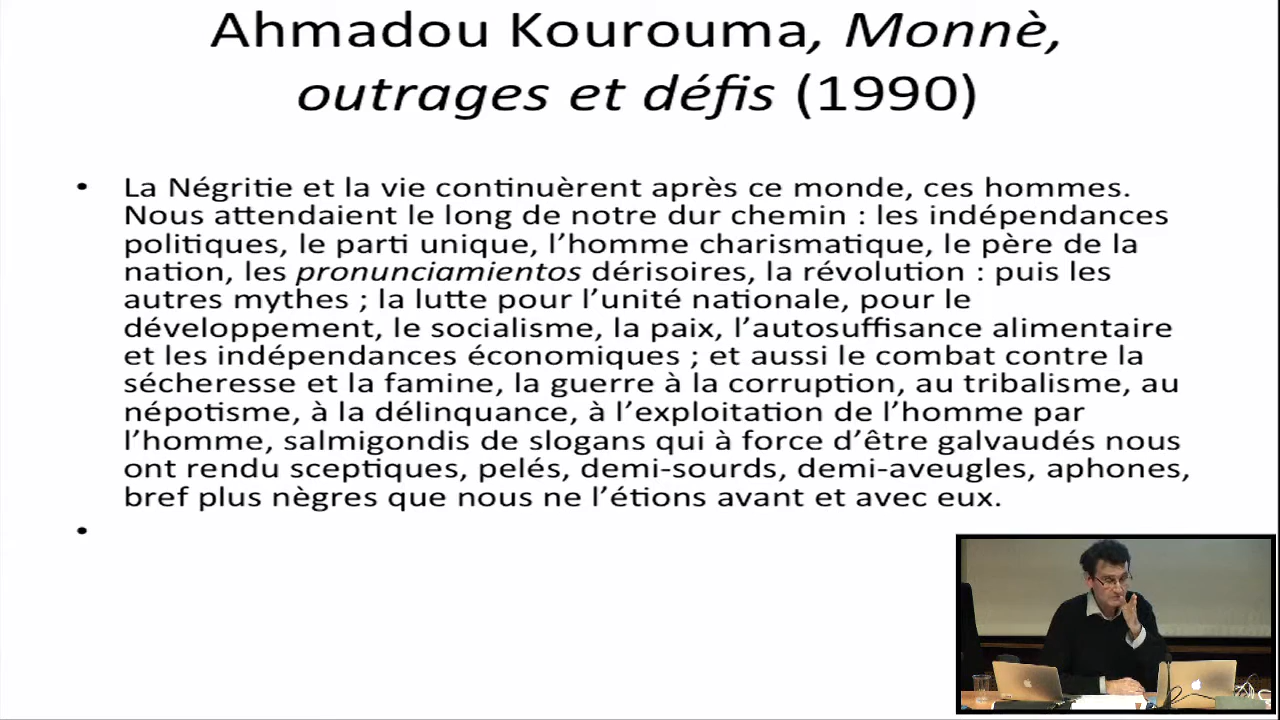 Ahmadou Kourouma, Monnè,
outrages et défis (1990)
• La Négritie et la vie continuèrent après ce monde, ces hommes.
Nous attendaient le long de notre dur chemin : les indépendances
politiques, le parti unique, l’homme charismatique, le père de la
nation, les pronunciamientos dérisoires, la révolution : puis les
autres mythes ; la lutte pour l’unité nationale, pour le
développement, le socialisme, la paix, l’autosuffisance alimentaire
et les indépendances économiques ; et aussi le combat contre la
sécheresse et la famine, la guerre à la corruption, au tribalisme, au
népotisme, à la délinquance, à l’exploitation de l’homme par
l’homme, salmigondis de slogans qui à force d’être galvaudés nous
ont rendu sceptiques, pelés, demi-sourds, demi-aveugles, aphones,
bref plus nègres que nous ne l’étions avant et avec eux.
•